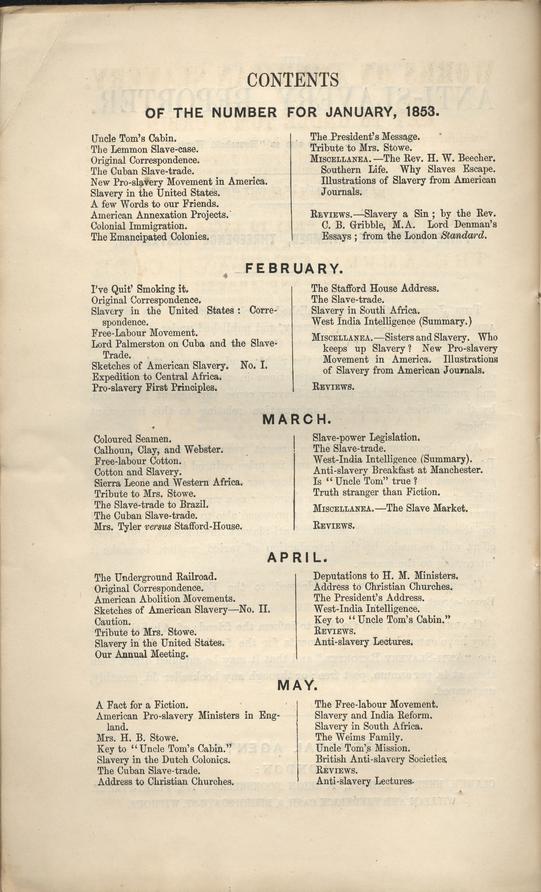 CONTENTS
OF THE NUMBER FOR JANUARY, 1853.
Uncle Tom's Cabin.
The Lemmon Slave-case.
Original Correspondence.
The Cuban Slave-trade.
New Pro-slavery Movement in America.
Slavery in the United States.
A few Words to our Friends.
American Annexation Projects.
Colonial Immigration.
The Emancipated Colonies.
The President's Message.
Tribute to Mrs. Stowe.
MISCELLANEA.—The Rev. H. W. Beecher.
Southern Life. Why Slaves Escape.
Illustrations of Slavery from American
Journals.
REVIEWS.—Slavery a Sin; by the Rev.
C. B. Gribble, M.A. Lord Denman's
Essays; from the London Standard.
FEBRUARY.
I've Quit' Smoking it.
Original Correspondence.
Slavery in the United States: Corre-
spondence.
Free-Labour Movement.
Lord Palmerston on Cuba and the Slave-
Trade.
Sketches of American Slavery. No. I.
Expedition to Central Africa.
Pro-slavery First Principles.
The Stafford House Address.
The Slave-trade.
Slavery in South Africa.
West India Intelligence (Summary.)
MISCELLANEA.—Sisters and Slavery. Who
keeps up Slavery? New Pro-slavery
Movement in America. Illustrations
of Slavery from American Journals.
REVIEWS.
MARCH.
Coloured Seamen.
Calhoun, Clay, and Webster.
Free-labour Cotton.
Cotton and Slavery.
Sierra Leone and Western Africa.
Tribute to Mrs. Stowe.
The Slave-trade to Brazil.
The Cuban Slave-trade.
Mrs. Tyler versus Stafford-House.
Slave-power Legislation.
The Slave-trade.
West-India Intelligence (Summary).
Anti-slavery Breakfast at Manchester.
Is "Uncle Tom" true?
Truth stranger than Fiction.
MISCELLANEA.—The Slave Market.
REVIEWS.
APRIL.
The Underground Railroad.
Original Correspondence.
American Abolition Movements.
Sketches of American Slavery—No. II.
Caution.
Tribute to Mrs. Stowe.
Slavery in the United States.
Our Annual Meeting.
Deputations to H. M. Ministers.
Address to Christian Churches.
The President's Address.
West-India Intelligence.
Key to "Uncle Tom's Cabin."
REVIEWS.
Anti-slavery Lectures.
MAY.
A Fact for a Fiction.
American Pro-slavery Ministers in Eng-
land.
Mrs. H. B. Stowe.
Key to "Uncle Tom's Cabin."
Slavery in the Dutch Colonics.
The Cuban Slave-trade.
Address to Christian Churches.
The Free-labour Movement.
Slavery and India Reform.
Slavery in South Africa.
The Weims Family.
Uncle Tom's Mission.
British Anti-slavery Societies.
REVIEWS.
Anti-slavery Lectures.